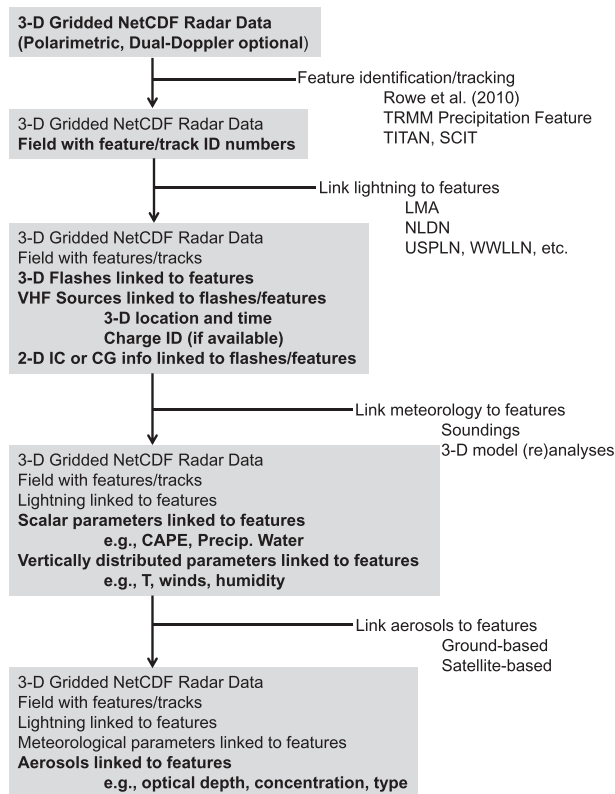 3-D Gridded NetCDF Radar Data
(Polarimetric, Dual-Doppler optional)
Feature identification/tracking
Rowe et al. (2010)
TRMM Precipitation Feature
TITAN, SCIT
3-D Gridded NetCDF Radar Data
Field with feature/track ID numbers
Link lightning to features
LMA
NLDN
USPLN, WWLLN, etc.
3-D Gridded NetCDF Radar Data
Field with features/tracks
3-D Flashes linked to features
VHF Sources linked to flashes/features
3-D location and time
Charge ID (if available)
2-D IC or CG info linked to flashes/features
Link meteorology to features
Soundings
3-D model (re)analyses
3-D Gridded NetCDF Radar Data
Field with features/tracks
Lightning linked to features
Scalar parameters linked to features
e.g., CAPE, Precip. Water
Vertically distributed parameters linked to features
e.g., T, winds, humidity
Link aerosols to features
Ground-based
Satellite-based
3-D Gridded NetCDF Radar Data
Field with features/tracks
Lightning linked to features
Meteorological parameters linked to features
Aerosols linked to features
e.g., optical depth, concentration, type